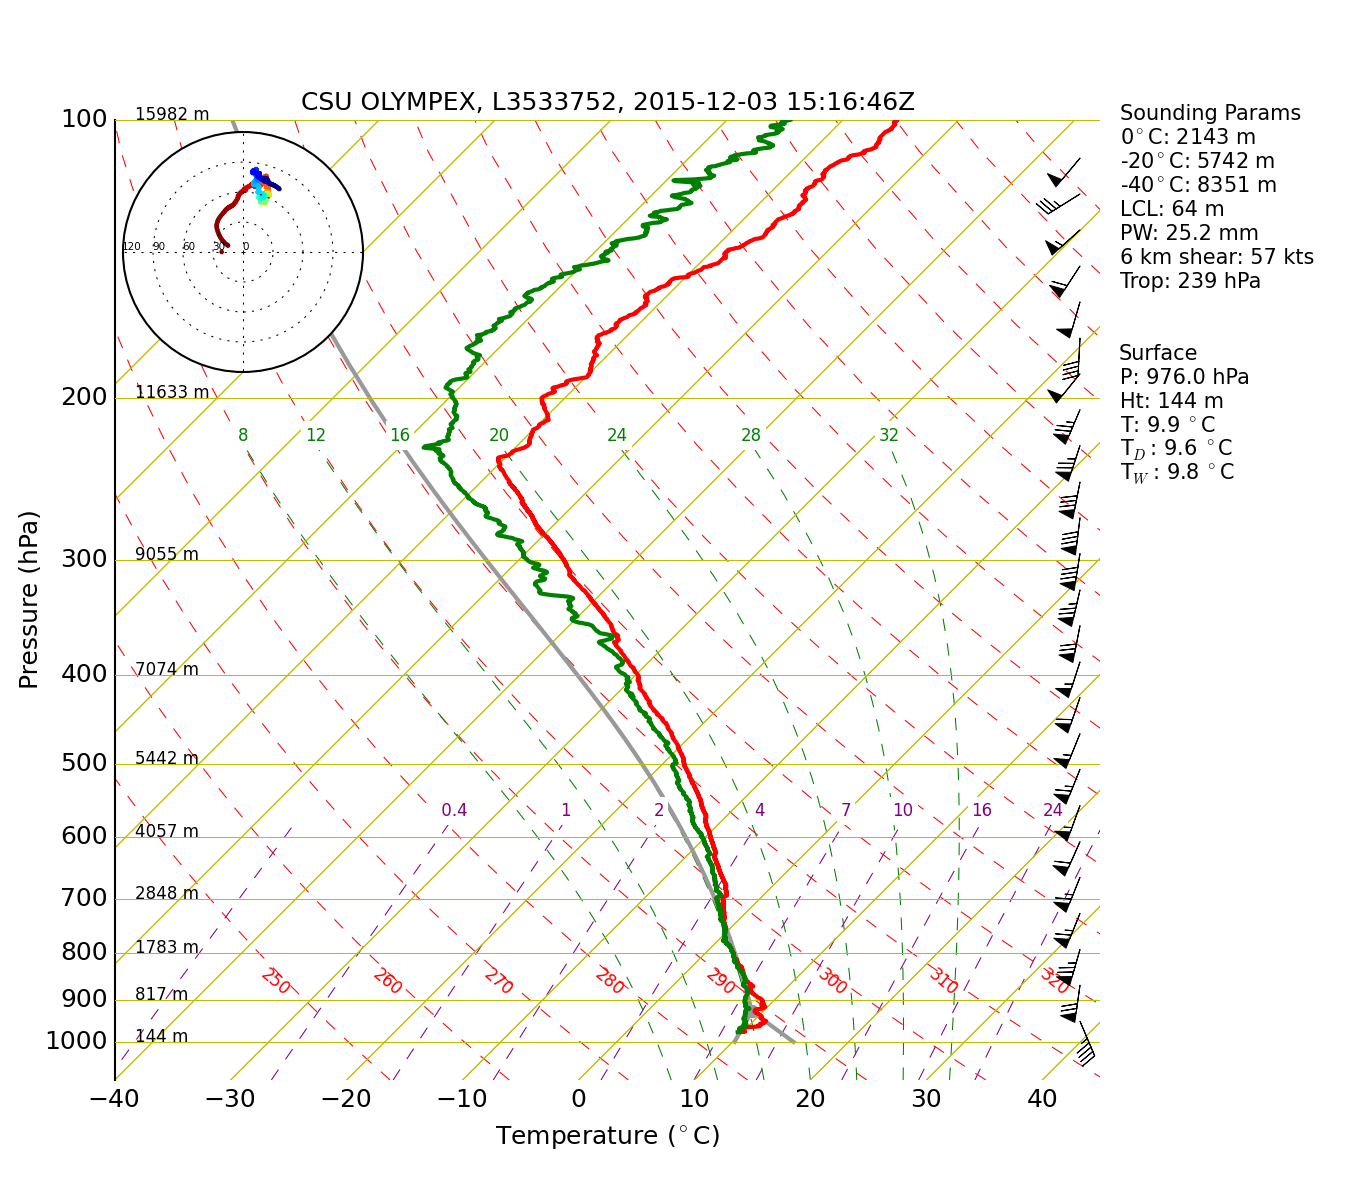 CSU OLYMPEX, L3533752, 2015-12-03 15:16:46Z
Sounding Params
0°C: 2143 m
-20°C: 5742 m
-40°C: 8351 m
LCL: 64 m
PW: 25.2 mm
6 km shear: 57 kts
Trop: 239 hPa
Surface
P: 976.0 hPa
Ht: 144 m
T: 9.9 °C
T_D : 9.6 °C
T_W : 9.8 °C
Pressure (hPa)
100
200
300
400
500
600
700
800
900
1000
15982 m
11633 m
9055 m
7074 m
5442 m
4057 m
2848 m
1783 m
817 m
144 m
120 90 60 30 0
8 12 16 20 24 28 32
0.4 1 2 4 7 10 16 24
250 260 270 280 290 300 310 320
−40 −30 −20 −10 0 10 20 30 40
Temperature (°C)